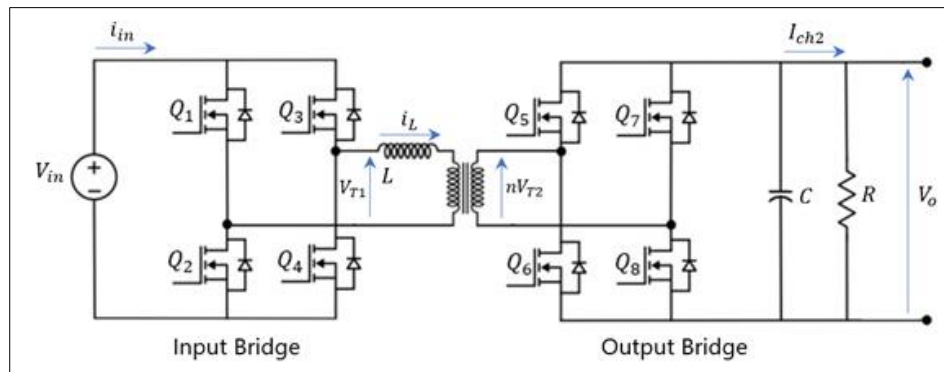 i_in
I_ch2
Q_1
Q_3
Q_5
Q_7
i_L
V_in
V_T1
L
nV_T2
C
R
V_o
Q_2
Q_4
Q_6
Q_8
Input Bridge
Output Bridge